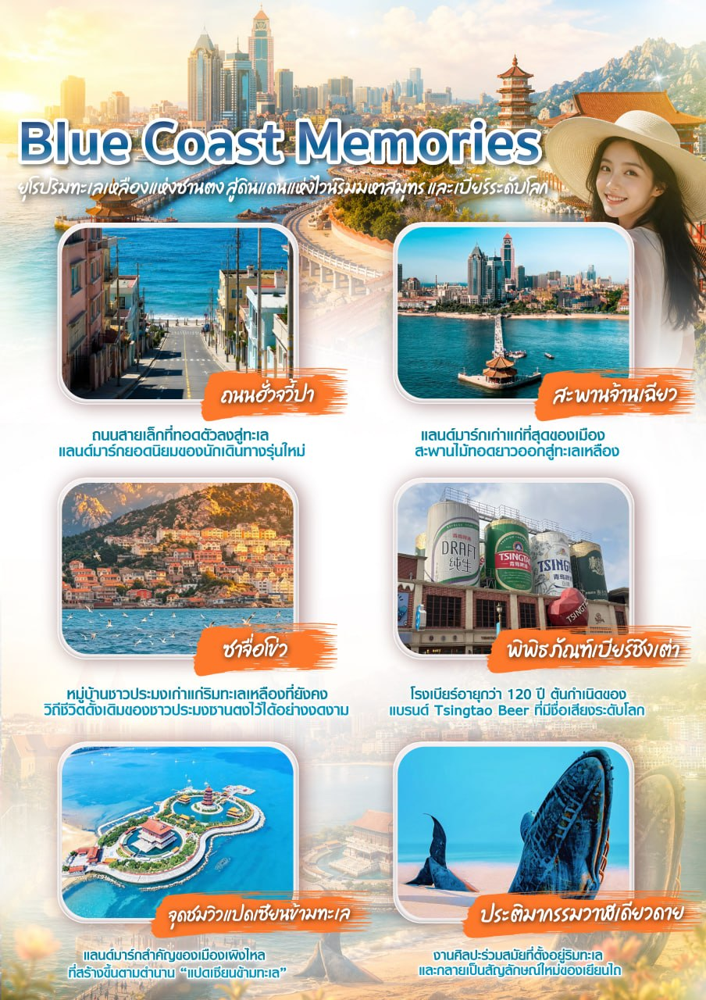 Blue Coast Memories
ยุโรปริมทะเลเหลืองแห่งซานตง สู่ดินแดนแห่งไวน์ริมมหาสมุทร และเบียร์ระดับโลก
ถนนฮั่วจวี้ปา
สะพานจ้านเฉียว
ถนนสายเล็กที่ทอดตัวลงสู่ทะเล
แลนด์มาร์กยอดนิยมของนักเดินทางรุ่นใหม่
แลนด์มาร์กเก่าแก่ที่สุดของเมือง
สะพานไม้ทอดยาวออกสู่ทะเลเหลือง
DRAFT
纯生
TSINGTAO
TSINGTAO
TSINGTAO
ซาจื่อโขว
พิพิธภัณฑ์เบียร์ชิงเต่า
หมู่บ้านชาวประมงเก่าแก่ริมทะเลเหลืองที่ยังคง
วิถีชีวิตดั้งเดิมของชาวประมงซานตงไว้ได้อย่างงดงาม
โรงเบียร์อายุกว่า 120 ปี ต้นกำเนิดของ
แบรนด์ Tsingtao Beer ที่มีชื่อเสียงระดับโลก
จุดชมวิวแปดเซียนข้ามทะเล
ประติมากรรมวาฬเดียวดาย
แลนด์มาร์กสำคัญของเมืองเผิงไหล
ที่สร้างขึ้นตามตำนาน “แปดเซียนข้ามทะเล”
งานศิลปะร่วมสมัยที่ตั้งอยู่ริมทะเล
และกลายเป็นสัญลักษณ์ใหม่ของเยียนไถ